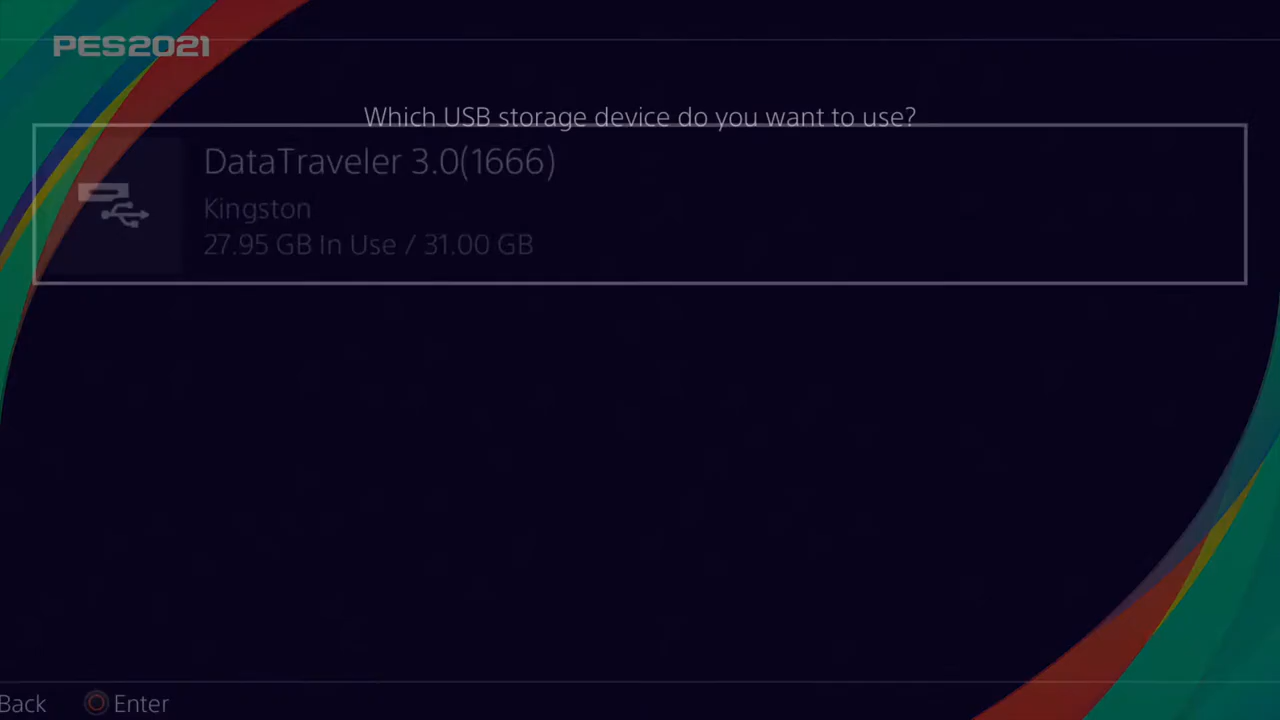 PES2021
Which USB storage device do you want to use?
DataTraveler 3.0(1666)
Kingston
27.95 GB In Use / 31.00 GB
Back Enter